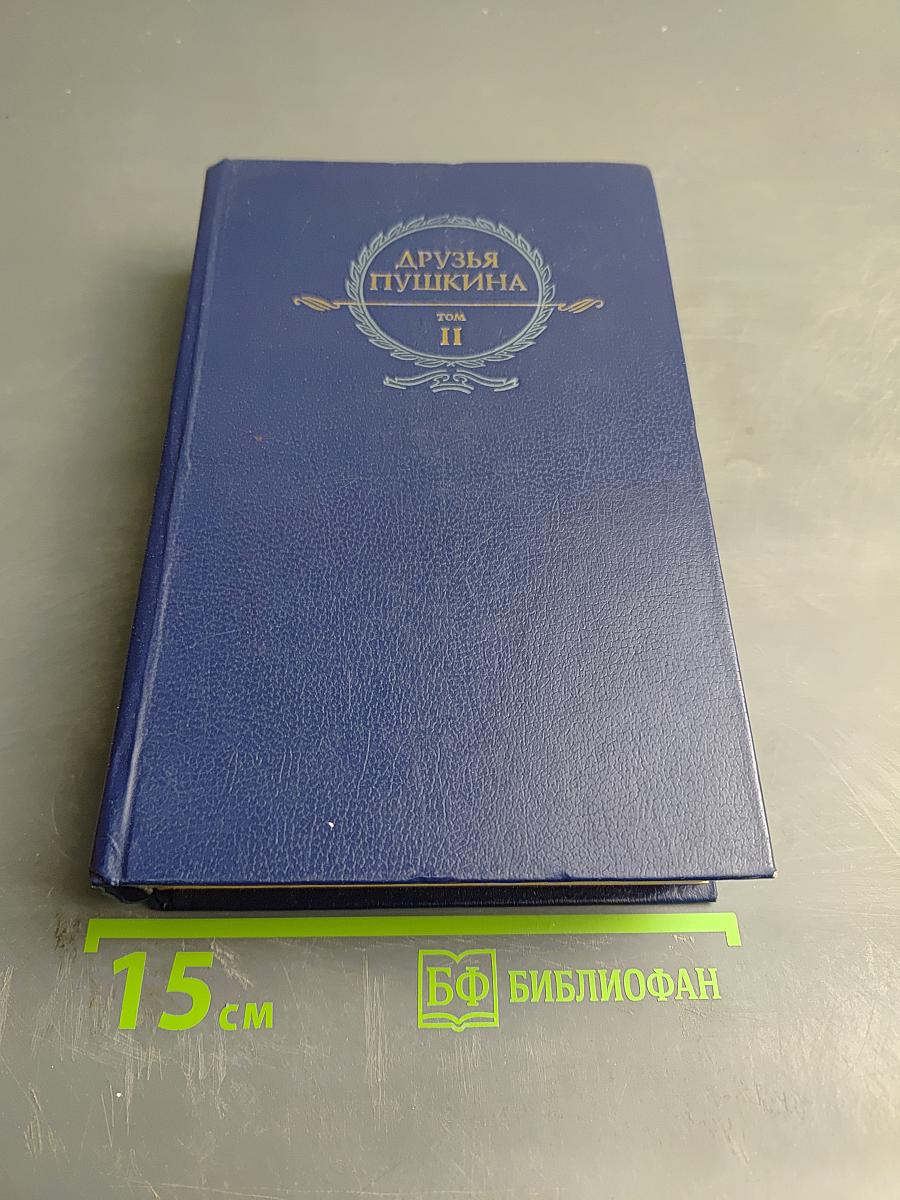 ДРУЗЬЯ
ПУШКИНА
ТОМ
II
15 см
БФ БИБЛИОФАН